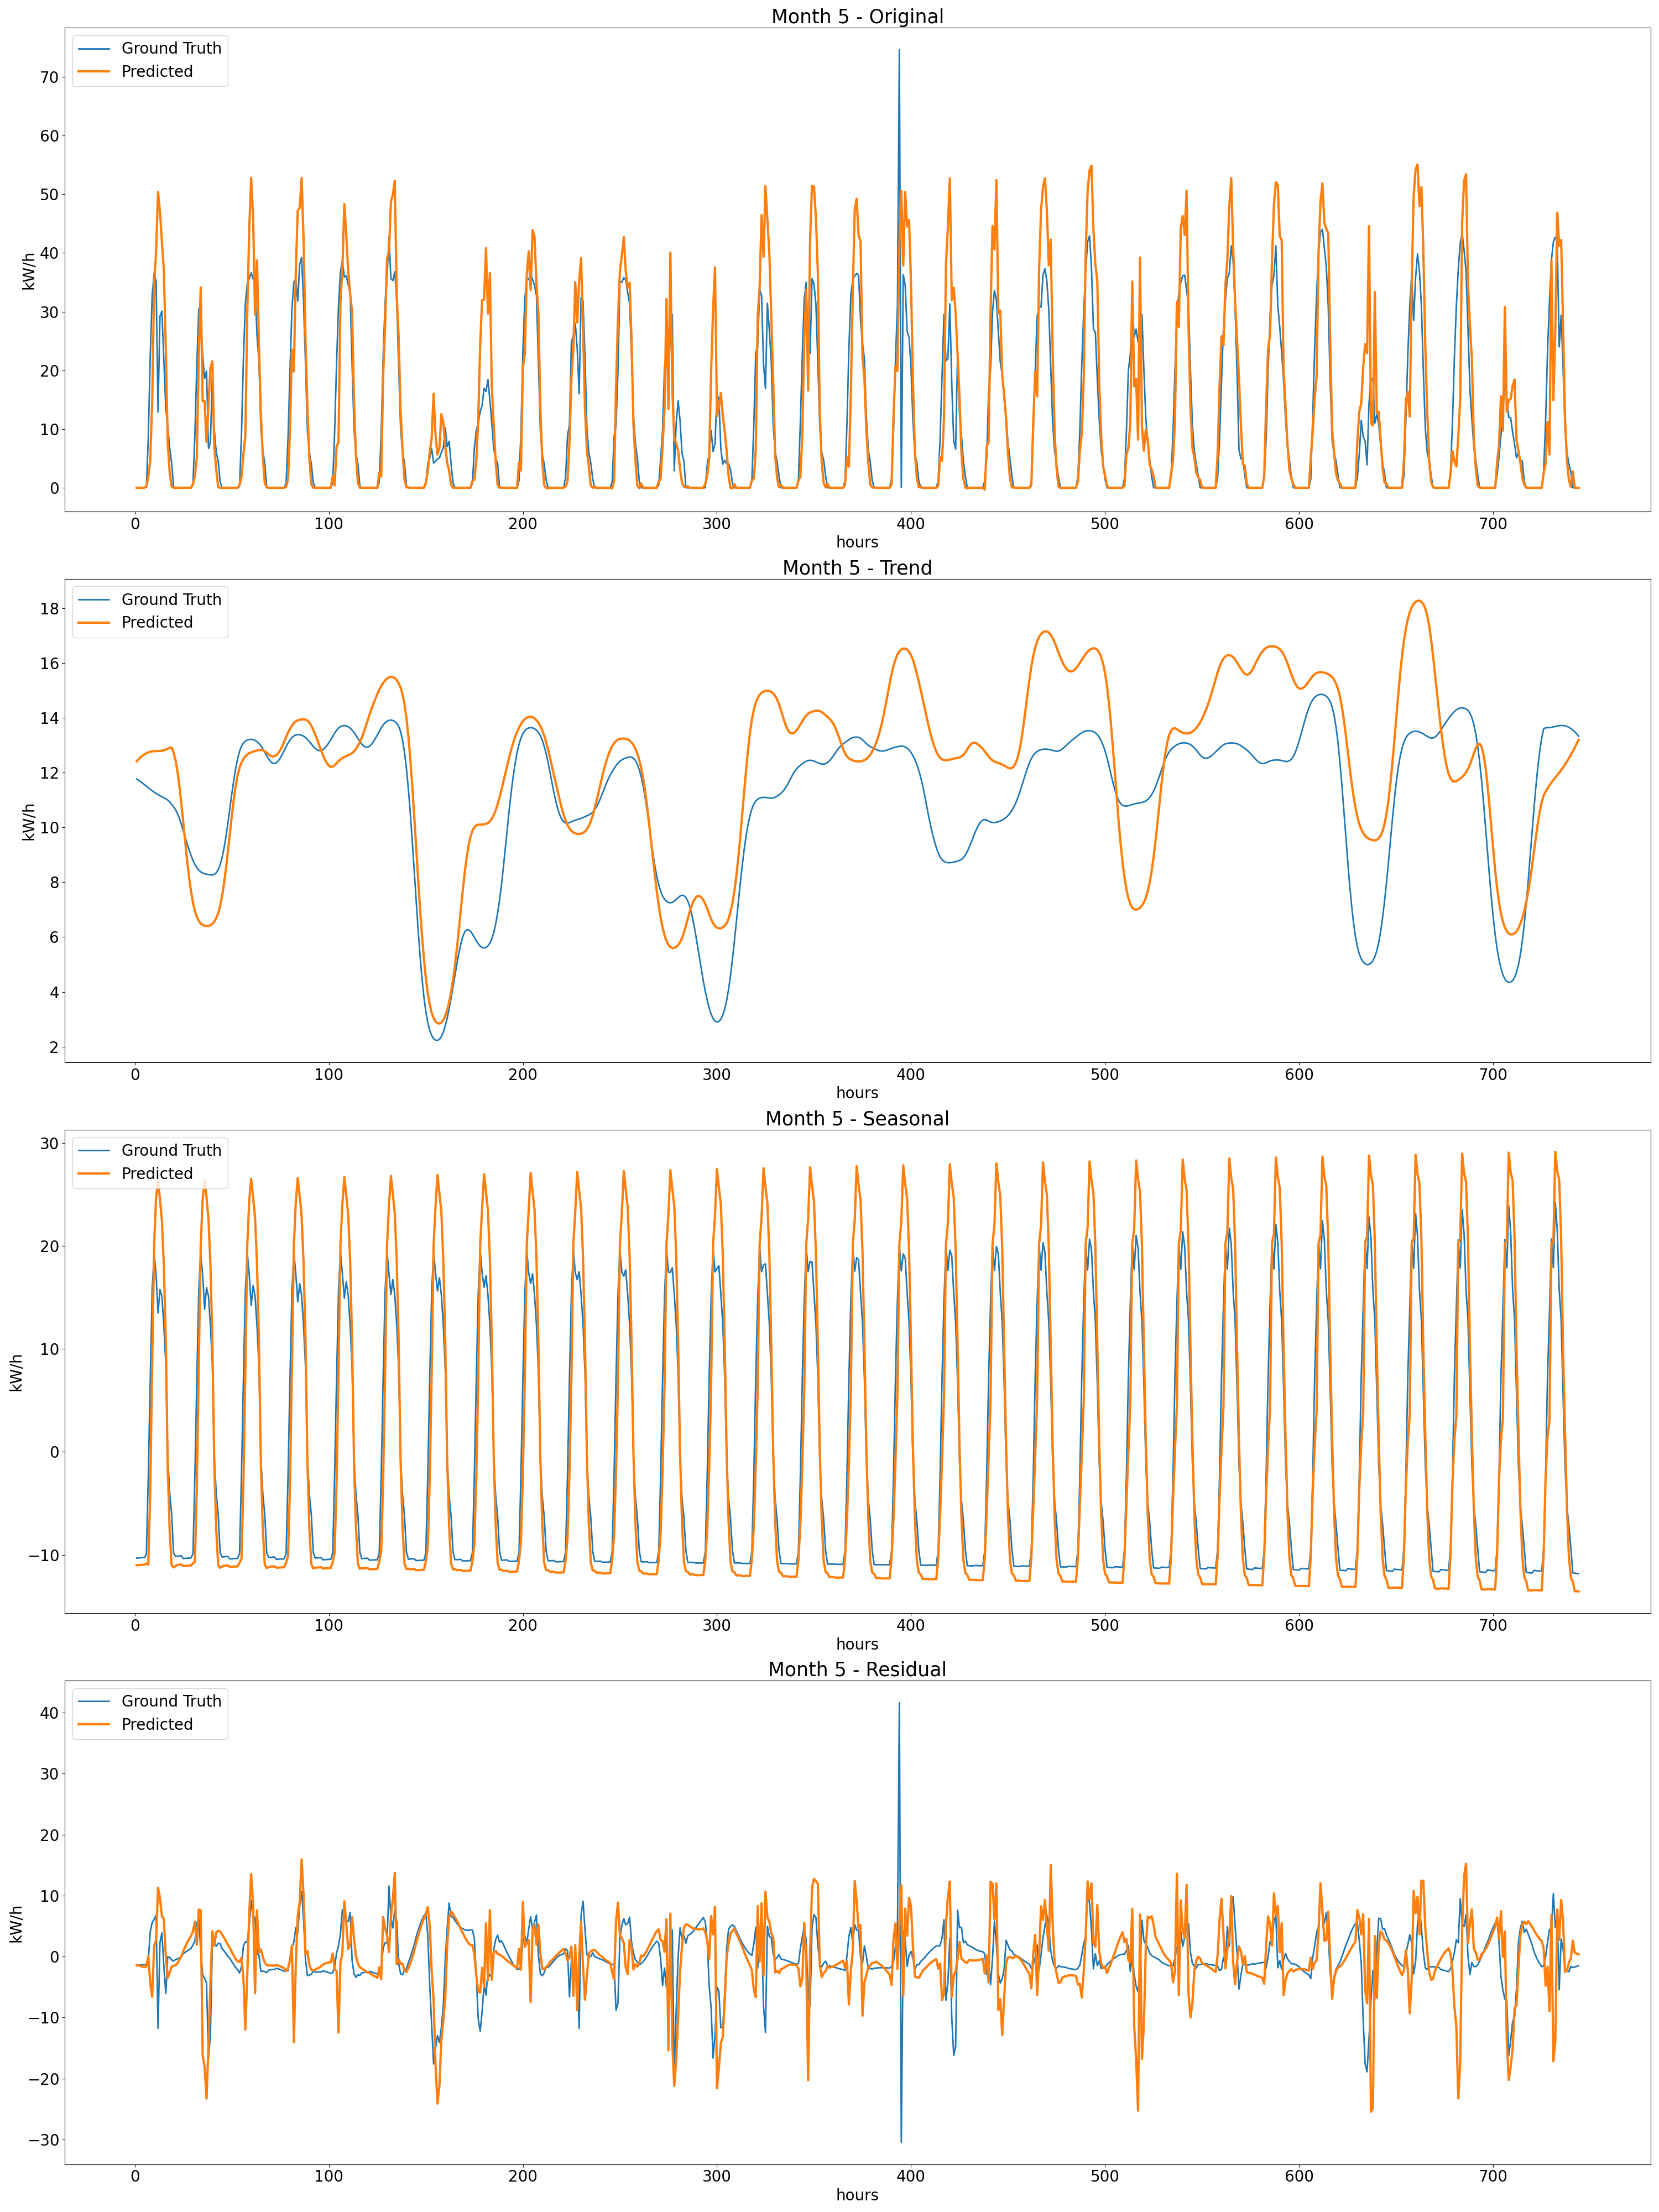 Month 5 - Original
Ground Truth
Predicted
70
60
50
40
30
20
10
0
kW/h
0 100 200 300 400 500 600 700
hours
Month 5 - Trend
Ground Truth
Predicted
18
16
14
12
10
8
6
4
2
kW/h
0 100 200 300 400 500 600 700
hours
Month 5 - Seasonal
Ground Truth
Predicted
30
20
10
0
−10
kW/h
0 100 200 300 400 500 600 700
hours
Month 5 - Residual
Ground Truth
Predicted
40
30
20
10
0
−10
−20
−30
kW/h
0 100 200 300 400 500 600 700
hours